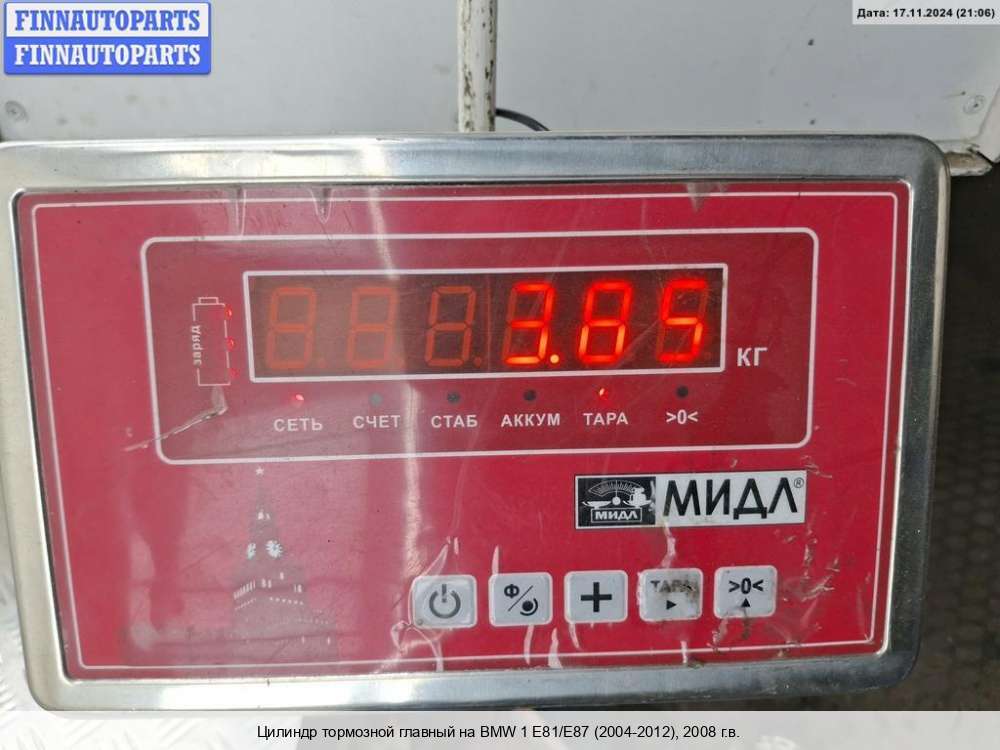 FINNAUTOPARTS
FINNAUTOPARTS
Дата: 17.11.2024 (21:06)
заряд
3.05
КГ
СЕТЬ СЧЕТ СТАБ АККУМ ТАРА >0<
МИДЛ
МИДЛ®
Ф ТАРА >0<
Цилиндр тормозной главный на BMW 1 E81/E87 (2004-2012), 2008 г.в.